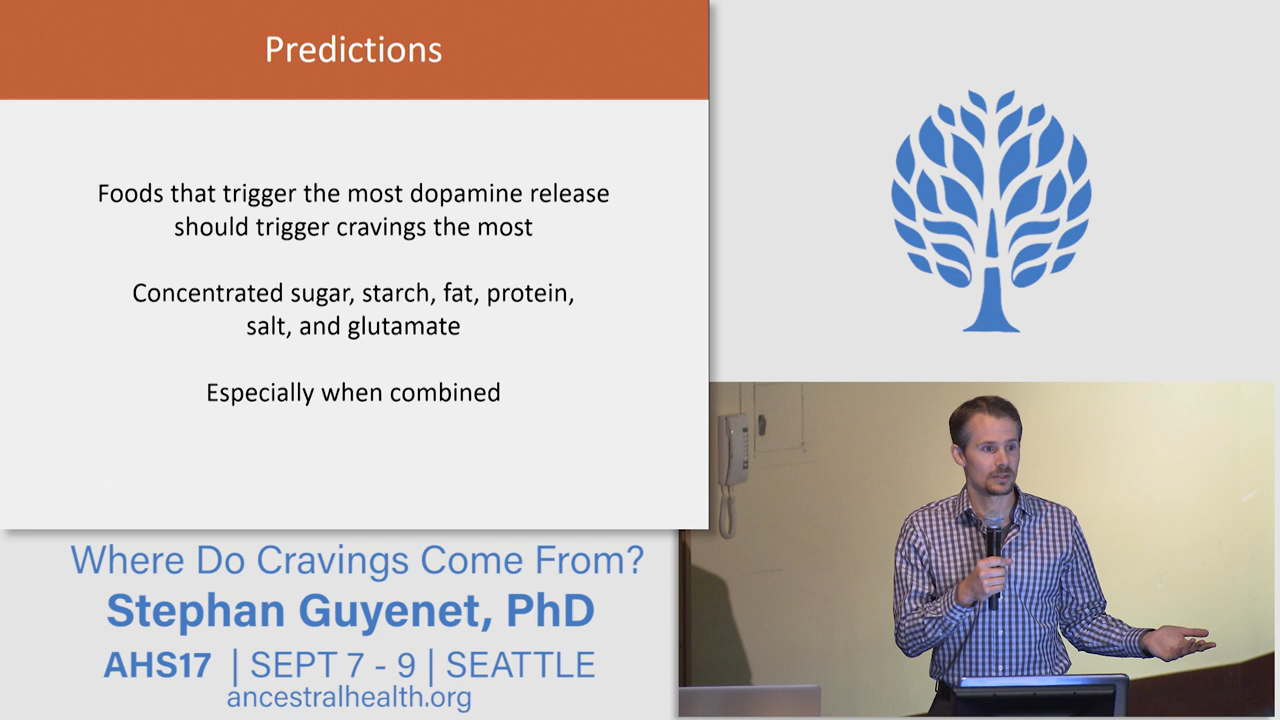 Predictions
Foods that trigger the most dopamine release
should trigger cravings the most
Concentrated sugar, starch, fat, protein,
salt, and glutamate
Especially when combined
Where Do Cravings Come From?
Stephan Guyenet, PhD
AHS17 | SEPT 7 - 9 | SEATTLE
ancestralhealth.org